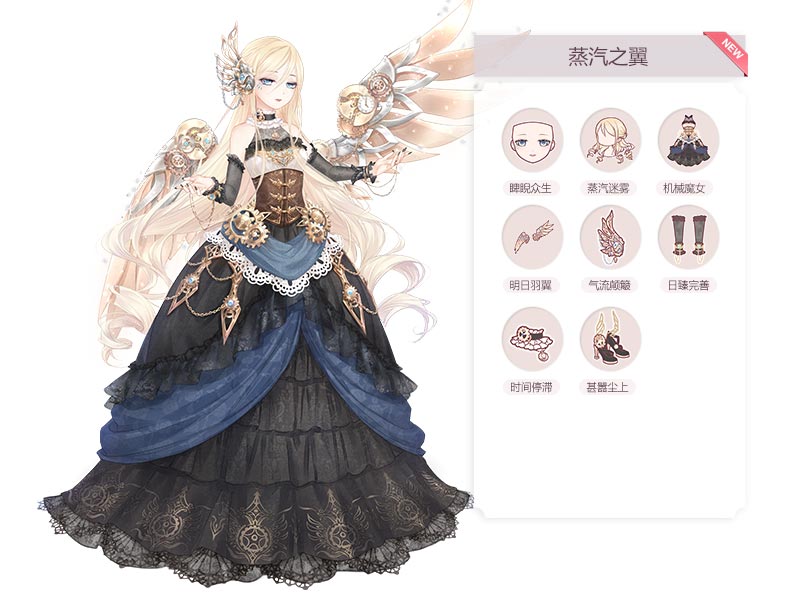 蒸汽之翼
NEW
睥睨众生
蒸汽迷雾
机械魔女
明日羽翼
气流颠簸
日臻完善
时间停滞
甚嚣尘上